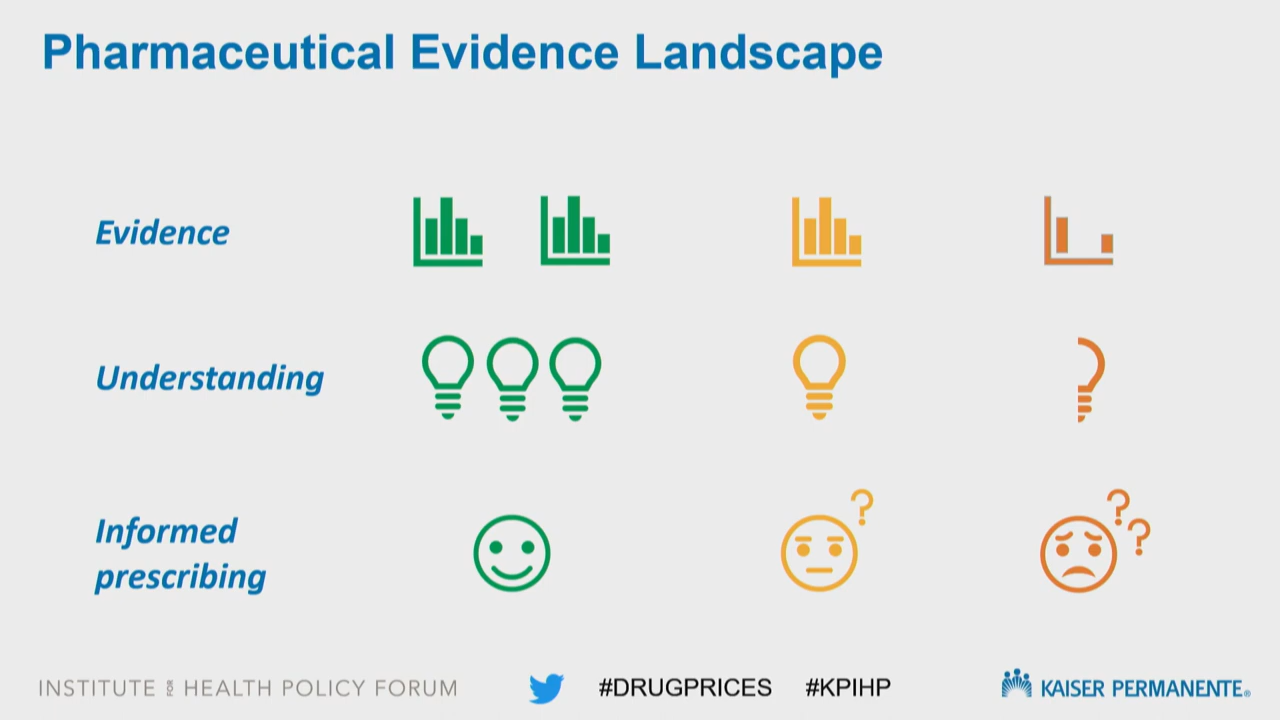 Pharmaceutical Evidence Landscape
Evidence
Understanding
?
??
Informed
prescribing
INSTITUTE FOR HEALTH POLICY FORUM
#DRUGPRICES #KPIHP
KAISER PERMANENTE®